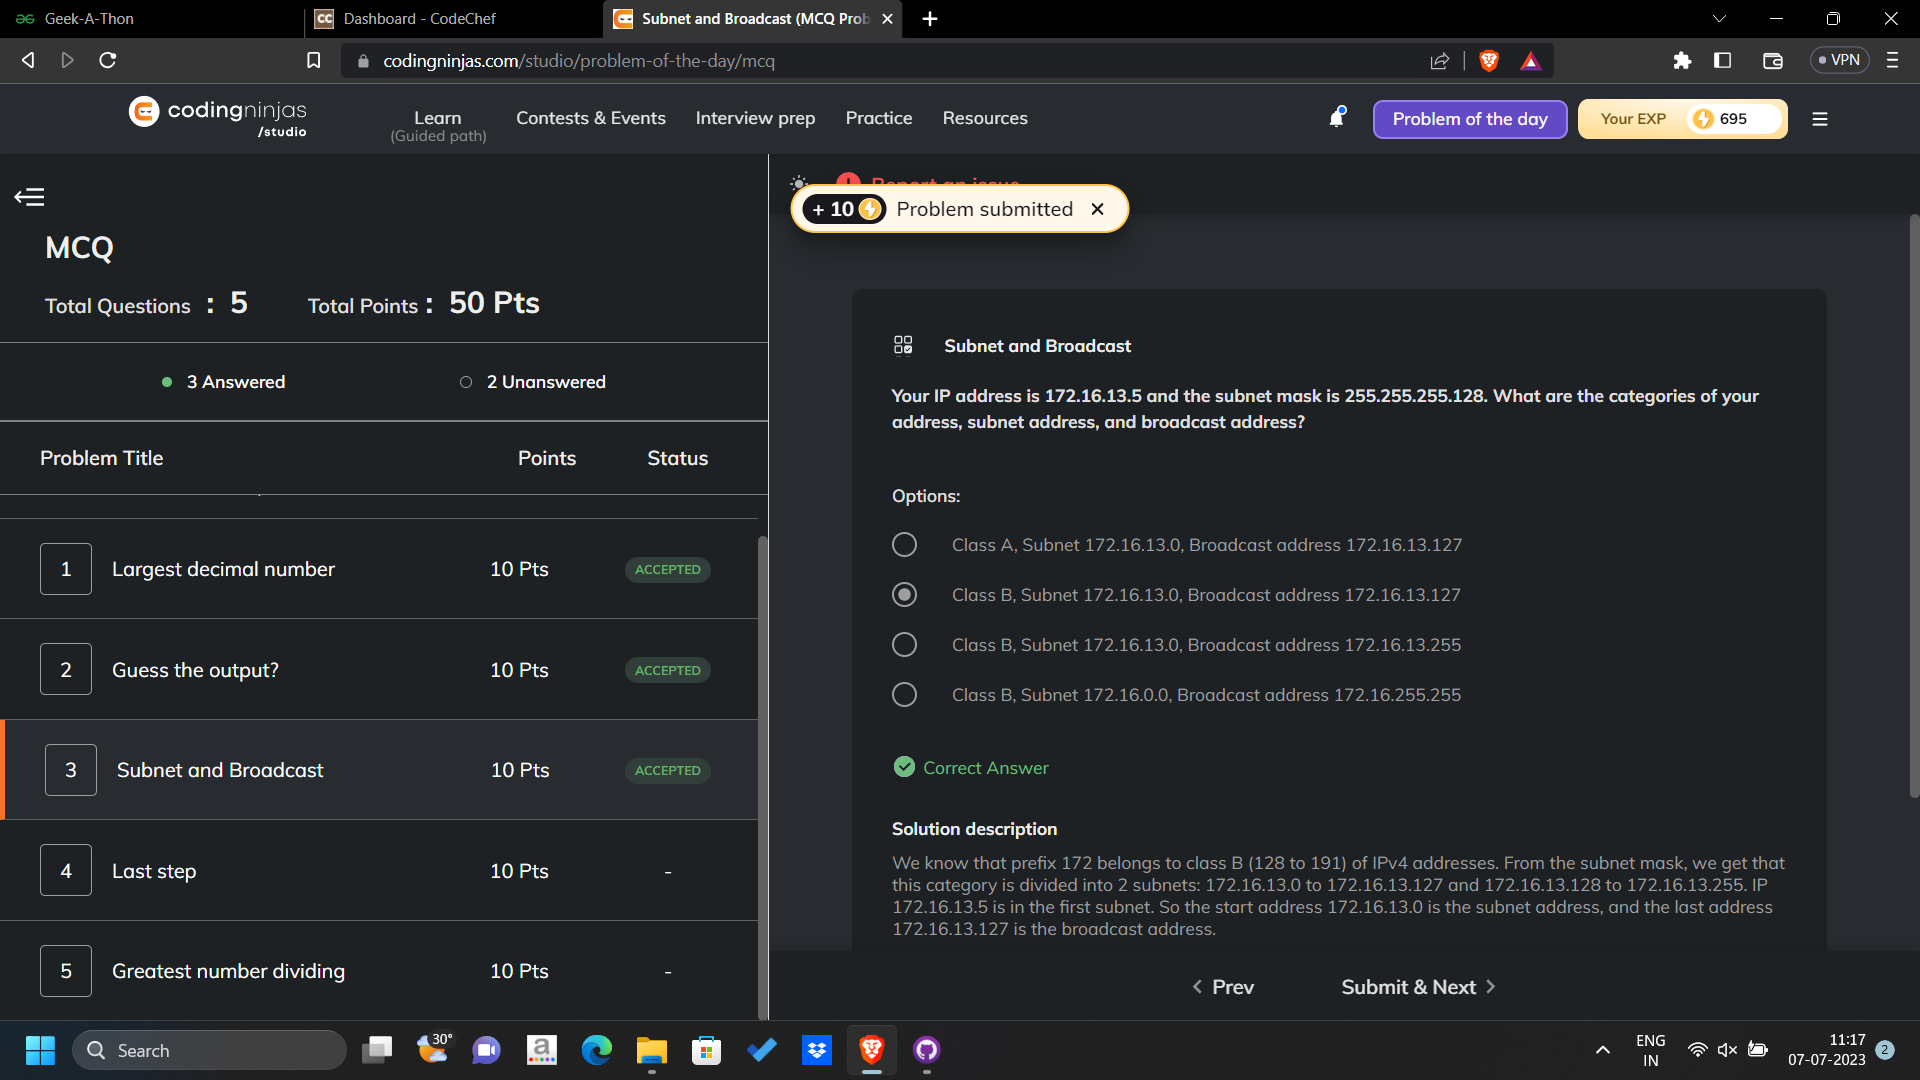 Geek-A-Thon
CC Dashboard - CodeChef
Subnet and Broadcast (MCQ Prob
codingninjas.com/studio/problem-of-the-day/mcq
VPN
codingninjas
/studio
Learn
(Guided path)
Contests & Events
Interview prep
Practice
Resources
Problem of the day
Your EXP 695
Report an issue
+ 10 Problem submitted
MCQ
Total Questions : 5 Total Points : 50 Pts
3 Answered 2 Unanswered
Problem Title Points Status
1 Largest decimal number 10 Pts ACCEPTED
2 Guess the output? 10 Pts ACCEPTED
3 Subnet and Broadcast 10 Pts ACCEPTED
4 Last step 10 Pts -
5 Greatest number dividing 10 Pts -
Subnet and Broadcast
Your IP address is 172.16.13.5 and the subnet mask is 255.255.255.128. What are the categories of your
address, subnet address, and broadcast address?
Options:
Class A, Subnet 172.16.13.0, Broadcast address 172.16.13.127
Class B, Subnet 172.16.13.0, Broadcast address 172.16.13.127
Class B, Subnet 172.16.13.0, Broadcast address 172.16.13.255
Class B, Subnet 172.16.0.0, Broadcast address 172.16.255.255
Correct Answer
Solution description
We know that prefix 172 belongs to class B (128 to 191) of IPv4 addresses. From the subnet mask, we get that
this category is divided into 2 subnets: 172.16.13.0 to 172.16.13.127 and 172.16.13.128 to 172.16.13.255. IP
172.16.13.5 is in the first subnet. So the start address 172.16.13.0 is the subnet address, and the last address
172.16.13.127 is the broadcast address.
Prev
Submit & Next
Search
30°
a
ENG
IN
11:17
07-07-2023
2